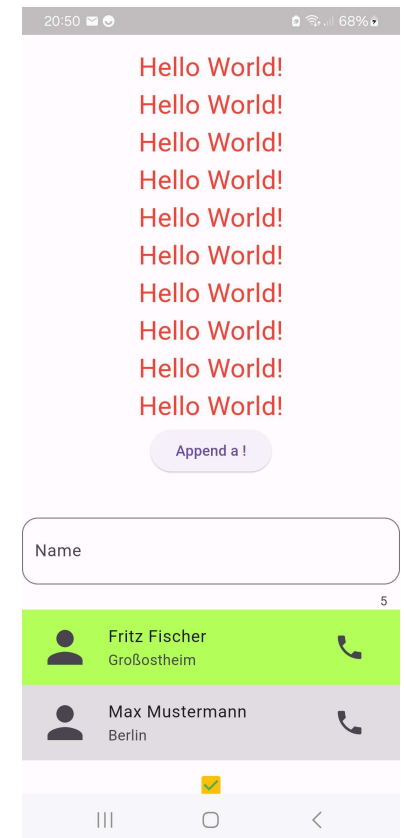 20:50 68%
Hello World!
Hello World!
Hello World!
Hello World!
Hello World!
Hello World!
Hello World!
Hello World!
Hello World!
Hello World!
Append a !
Name
5
Fritz Fischer
Großostheim
Max Mustermann
Berlin